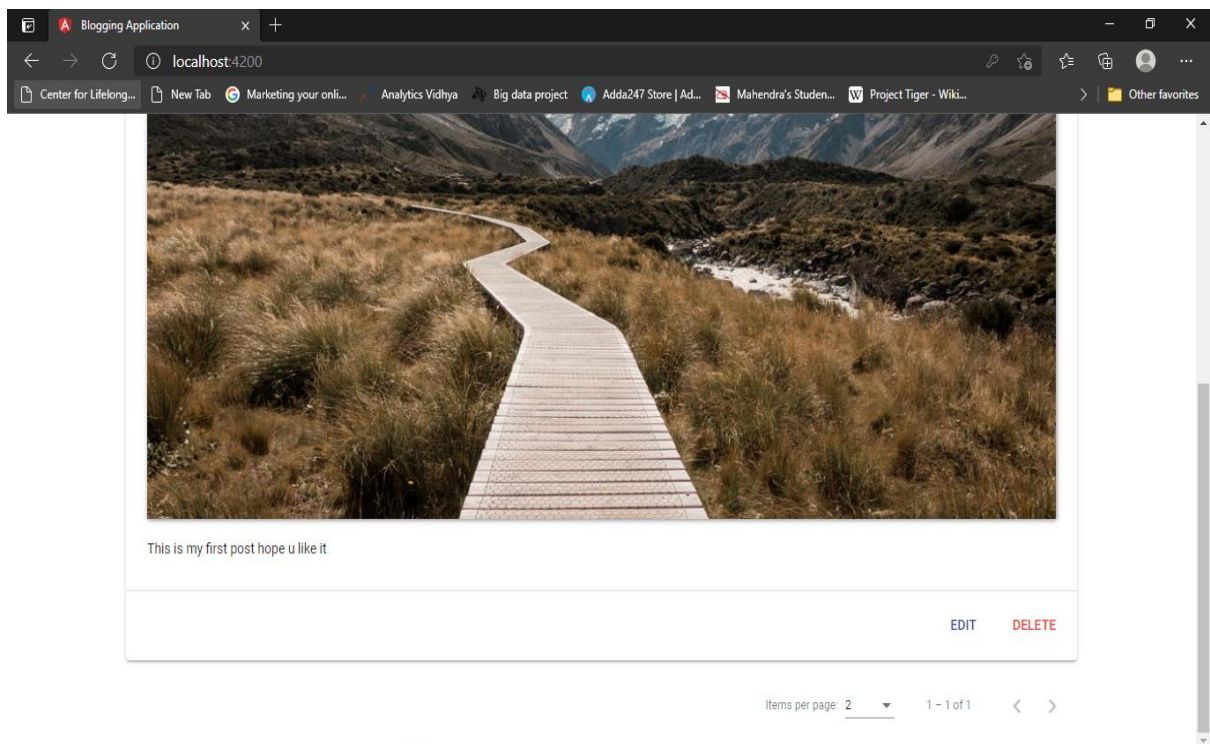 Blogging Application
localhost:4200
Center for Lifelong... New Tab Marketing your onli... Analytics Vidhya Big data project Adda247 Store | Ad... Mahendra's Studen... W Project Tiger - Wiki... Other favorites
This is my first post hope u like it
EDIT DELETE
Items per page: 2 1 – 1 of 1